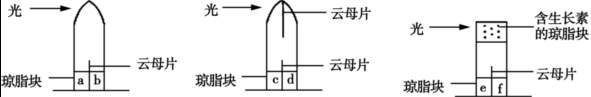 光
云母片
琼脂块 a b
光
云母片
云母片
琼脂块 c d
光
含生长素
的琼脂块
云母片
琼脂块 e f